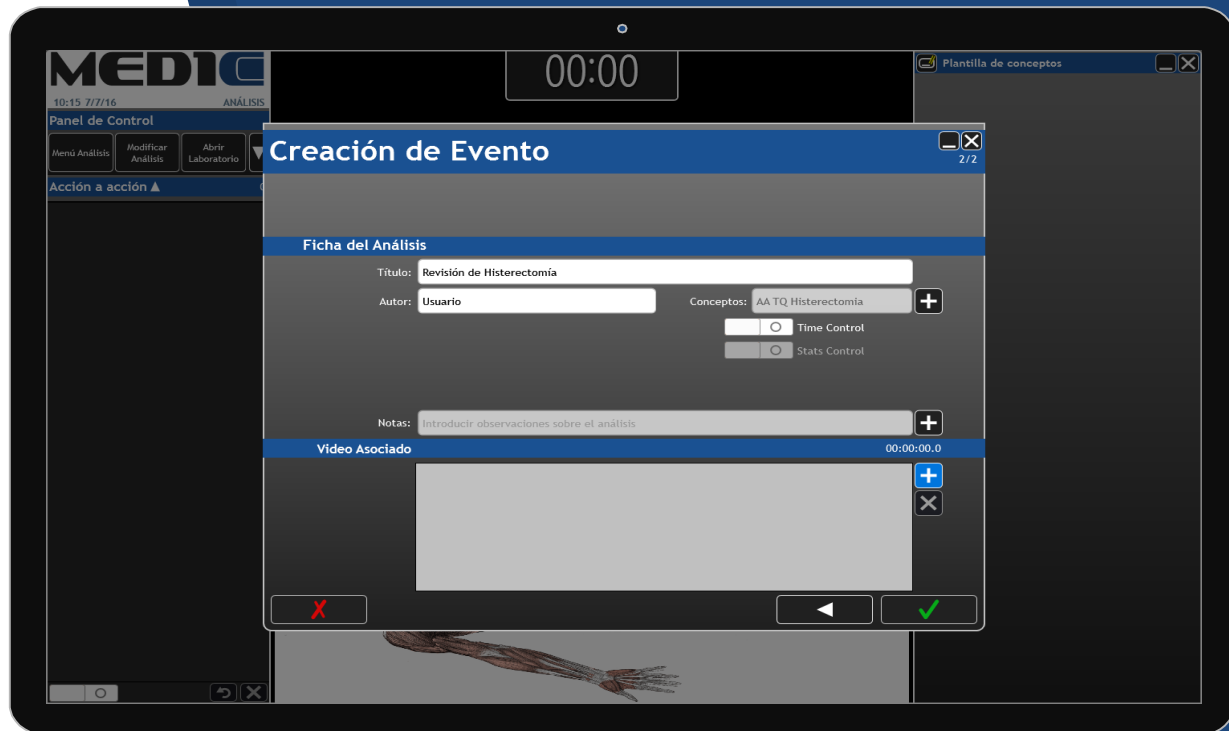 MED1C
10:15 7/7/16 ANÁLISIS
Panel de Control
Menú Análisis
Modificar
Análisis
Abrir
Laboratorio
Acción a acción
00:00
Plantilla de conceptos
Creación de Evento
2/2
Ficha del Análisis
Título: Revisión de Histerectomía
Autor: Usuario Conceptos: AA TQ Histerectomia
Time Control
Stats Control
Notas: Introducir observaciones sobre el análisis
Video Asociado 00:00:00.0